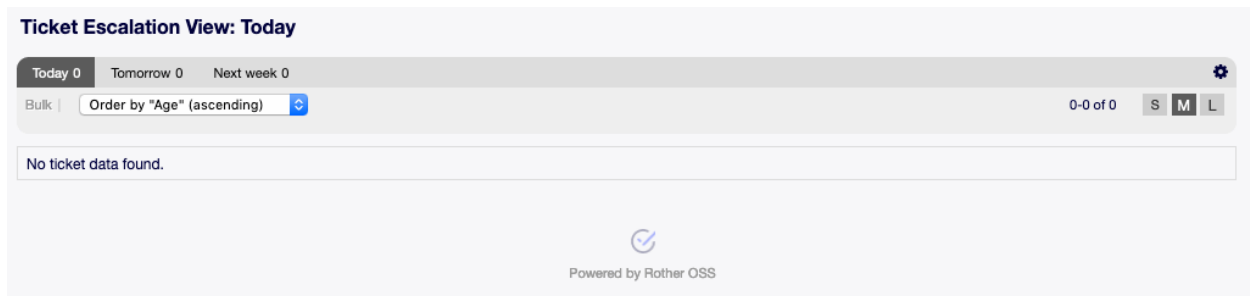 Ticket Escalation View: Today
Today 0 Tomorrow 0 Next week 0
Bulk | Order by "Age" (ascending) 0-0 of 0 S M L
No ticket data found.
Powered by Rother OSS